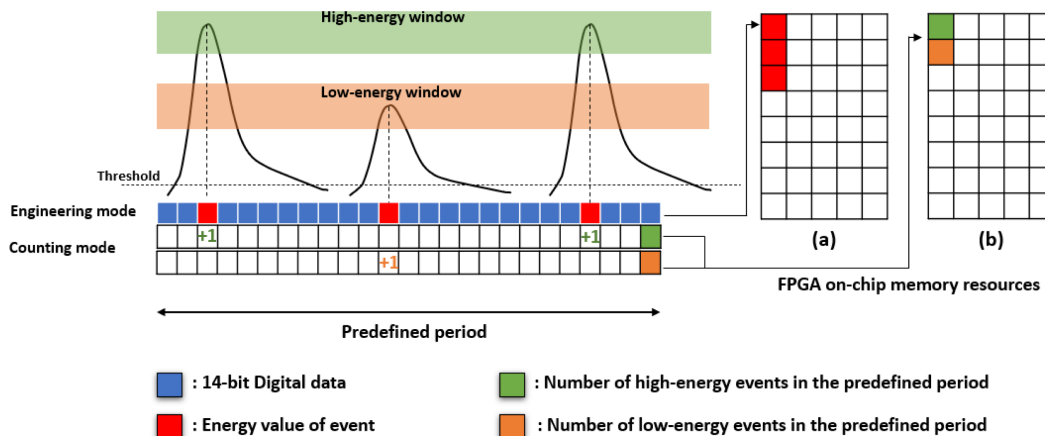 High-energy window
Low-energy window
Threshold
Engineering mode
+1 +1
Counting mode
+1
(a) (b)
FPGA on-chip memory resources
Predefined period
: 14-bit Digital data
: Number of high-energy events in the predefined period
: Energy value of event
: Number of low-energy events in the predefined period